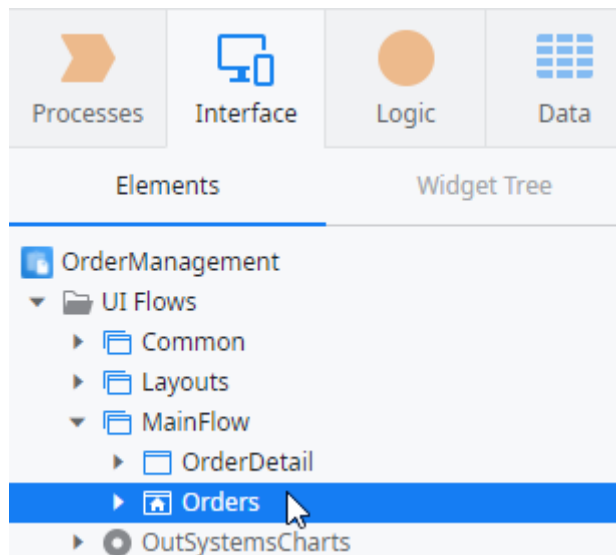 Processes Interface Logic Data
Elements Widget Tree
OrderManagement
UI Flows
Common
Layouts
MainFlow
OrderDetail
Orders
OutSystemsCharts